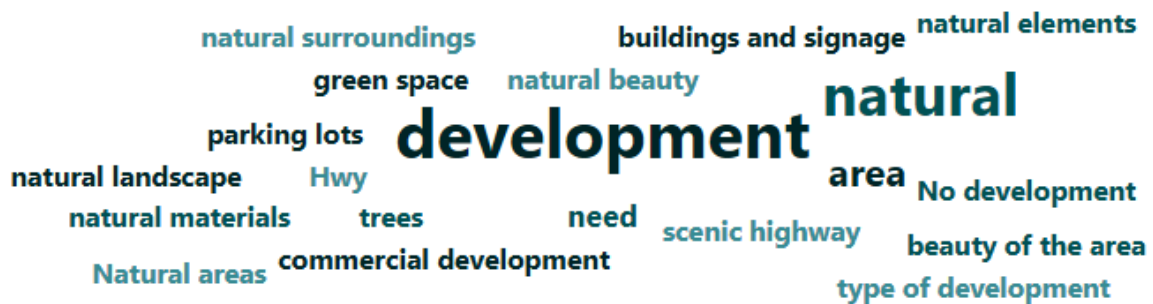 natural elements
natural surroundings
buildings and signage
green space
natural beauty
natural
parking lots
development
natural landscape
Hwy
area
No development
natural materials
trees
need
scenic highway
beauty of the area
commercial development
Natural areas
type of development